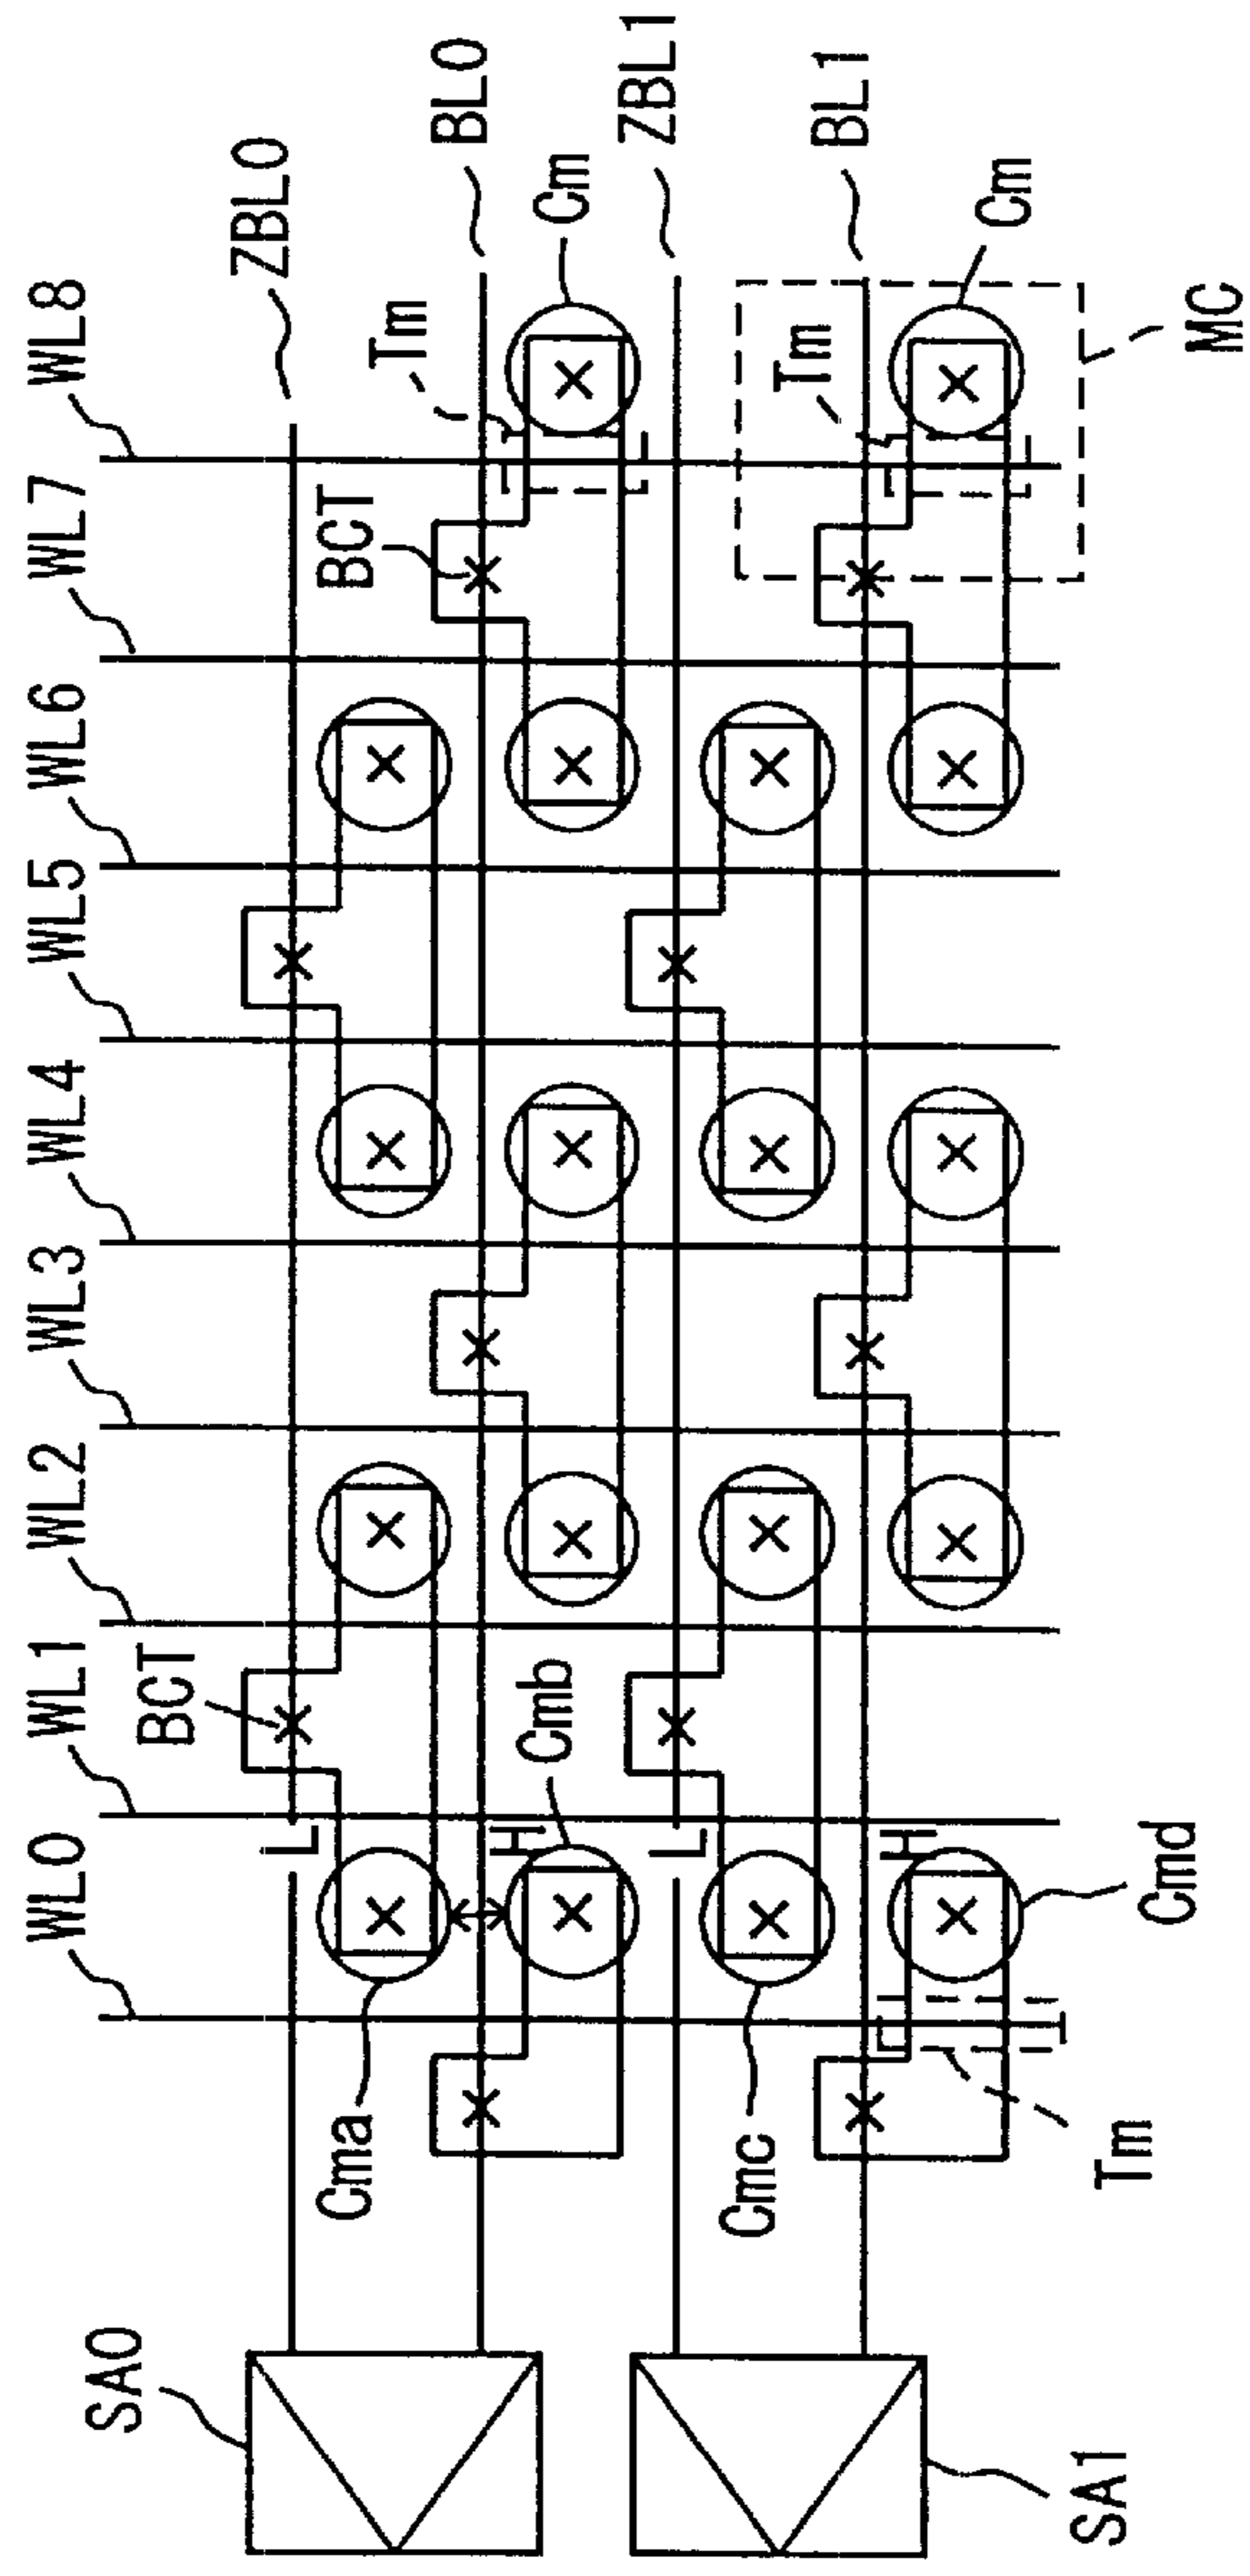 WL0
WL1
WL2
WL3
WL4
WL5
WL6
WL7
WL8
ZBL0
BL0
ZBL1
BL1
SA0
SA1
BCT
BCT
Tm
Tm
Tm
Cm
Cm
MC
Cma
Cmb
Cmc
Cmd
L
H
L
H